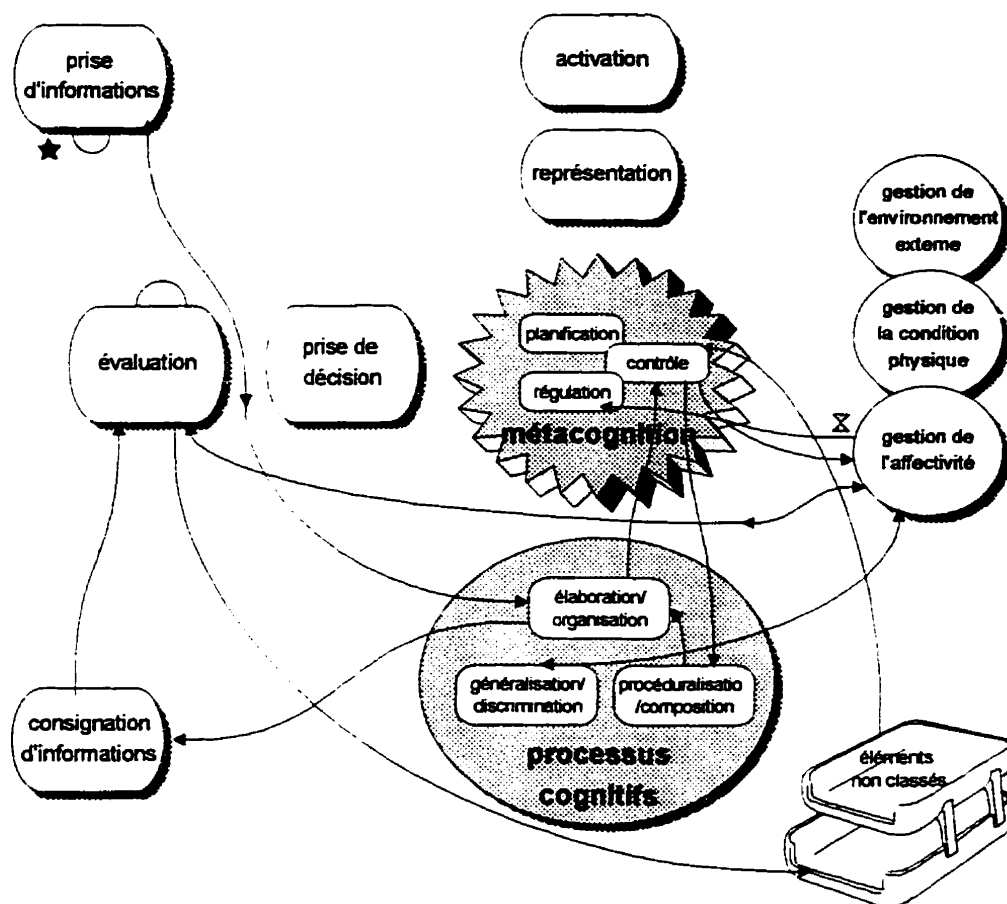 prise
d'informations
activation
représentation
gestion de
l'environnement
externe
gestion de
la condition
physique
gestion de
l'affectivité
planification
contrôle
régulation
métacognition
évaluation
prise de
décision
élaboration/
organisation
généralisation/
discrimination
procéduralisatio
/composition
processus
cognitifs
consignation
d'informations
éléments
non classés